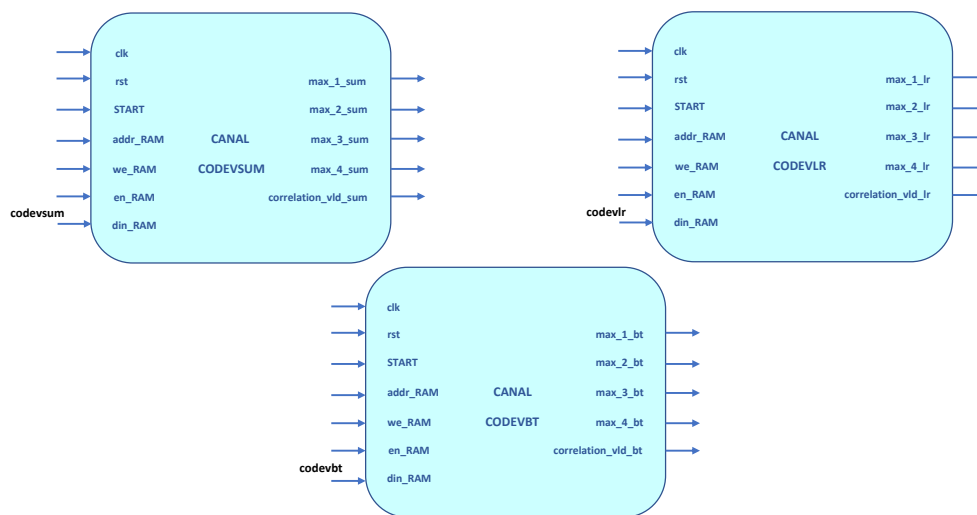 clk
rst max_1_sum
START max_2_sum
addr_RAM CANAL max_3_sum
we_RAM CODEVSUM max_4_sum
en_RAM correlation_vld_sum
codevsum
din_RAM
clk
rst max_1_lr
START max_2_lr
addr_RAM CANAL max_3_lr
we_RAM CODEVLR max_4_lr
en_RAM correlation_vld_lr
codevlr
din_RAM
clk
rst max_1_bt
START max_2_bt
addr_RAM CANAL max_3_bt
we_RAM CODEVBT max_4_bt
en_RAM correlation_vld_bt
codevbt
din_RAM